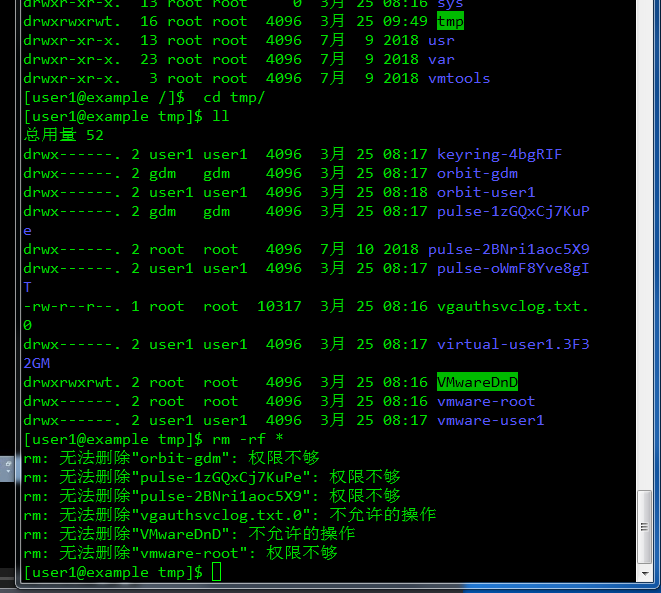 drwxr-xr-x.  13 root root     0  3月 25 08:16 sys
drwxrwxrwt.  16 root root  4096  3月 25 09:49 tmp
drwxr-xr-x.  13 root root  4096  7月  9 2018 usr
drwxr-xr-x.  23 root root  4096  7月  9 2018 var
drwxr-xr-x.   3 root root  4096  7月  9 2018 vmtools
[user1@example /]$  cd tmp/
[user1@example tmp]$ ll
总用量 52
drwx------. 2 user1 user1  4096  3月 25 08:17 keyring-4bgRIF
drwx------. 2 gdm   gdm    4096  3月 25 08:17 orbit-gdm
drwx------. 2 user1 user1  4096  3月 25 08:18 orbit-user1
drwx------. 2 gdm   gdm    4096  3月 25 08:17 pulse-1zGQxCj7KuP
e
drwx------. 2 root  root   4096  7月 10 2018 pulse-2BNri1aoc5X9
drwx------. 2 user1 user1  4096  3月 25 08:17 pulse-oWmF8Yve8gI
T
-rw-r--r--. 1 root  root  10317  3月 25 08:16 vgauthsvclog.txt.
0
drwx------. 2 user1 user1  4096  3月 25 08:17 virtual-user1.3F3
2GM
drwxrwxrwt. 2 root  root   4096  3月 25 08:16 VMwareDnD
drwx------. 2 root  root   4096  3月 25 08:16 vmware-root
drwx------. 2 user1 user1  4096  3月 25 08:17 vmware-user1
[user1@example tmp]$ rm -rf *
rm: 无法删除"orbit-gdm": 权限不够
rm: 无法删除"pulse-1zGQxCj7KuPe": 权限不够
rm: 无法删除"pulse-2BNri1aoc5X9": 权限不够
rm: 无法删除"vgauthsvclog.txt.0": 不允许的操作
rm: 无法删除"VMwareDnD": 不允许的操作
rm: 无法删除"vmware-root": 权限不够
[user1@example tmp]$